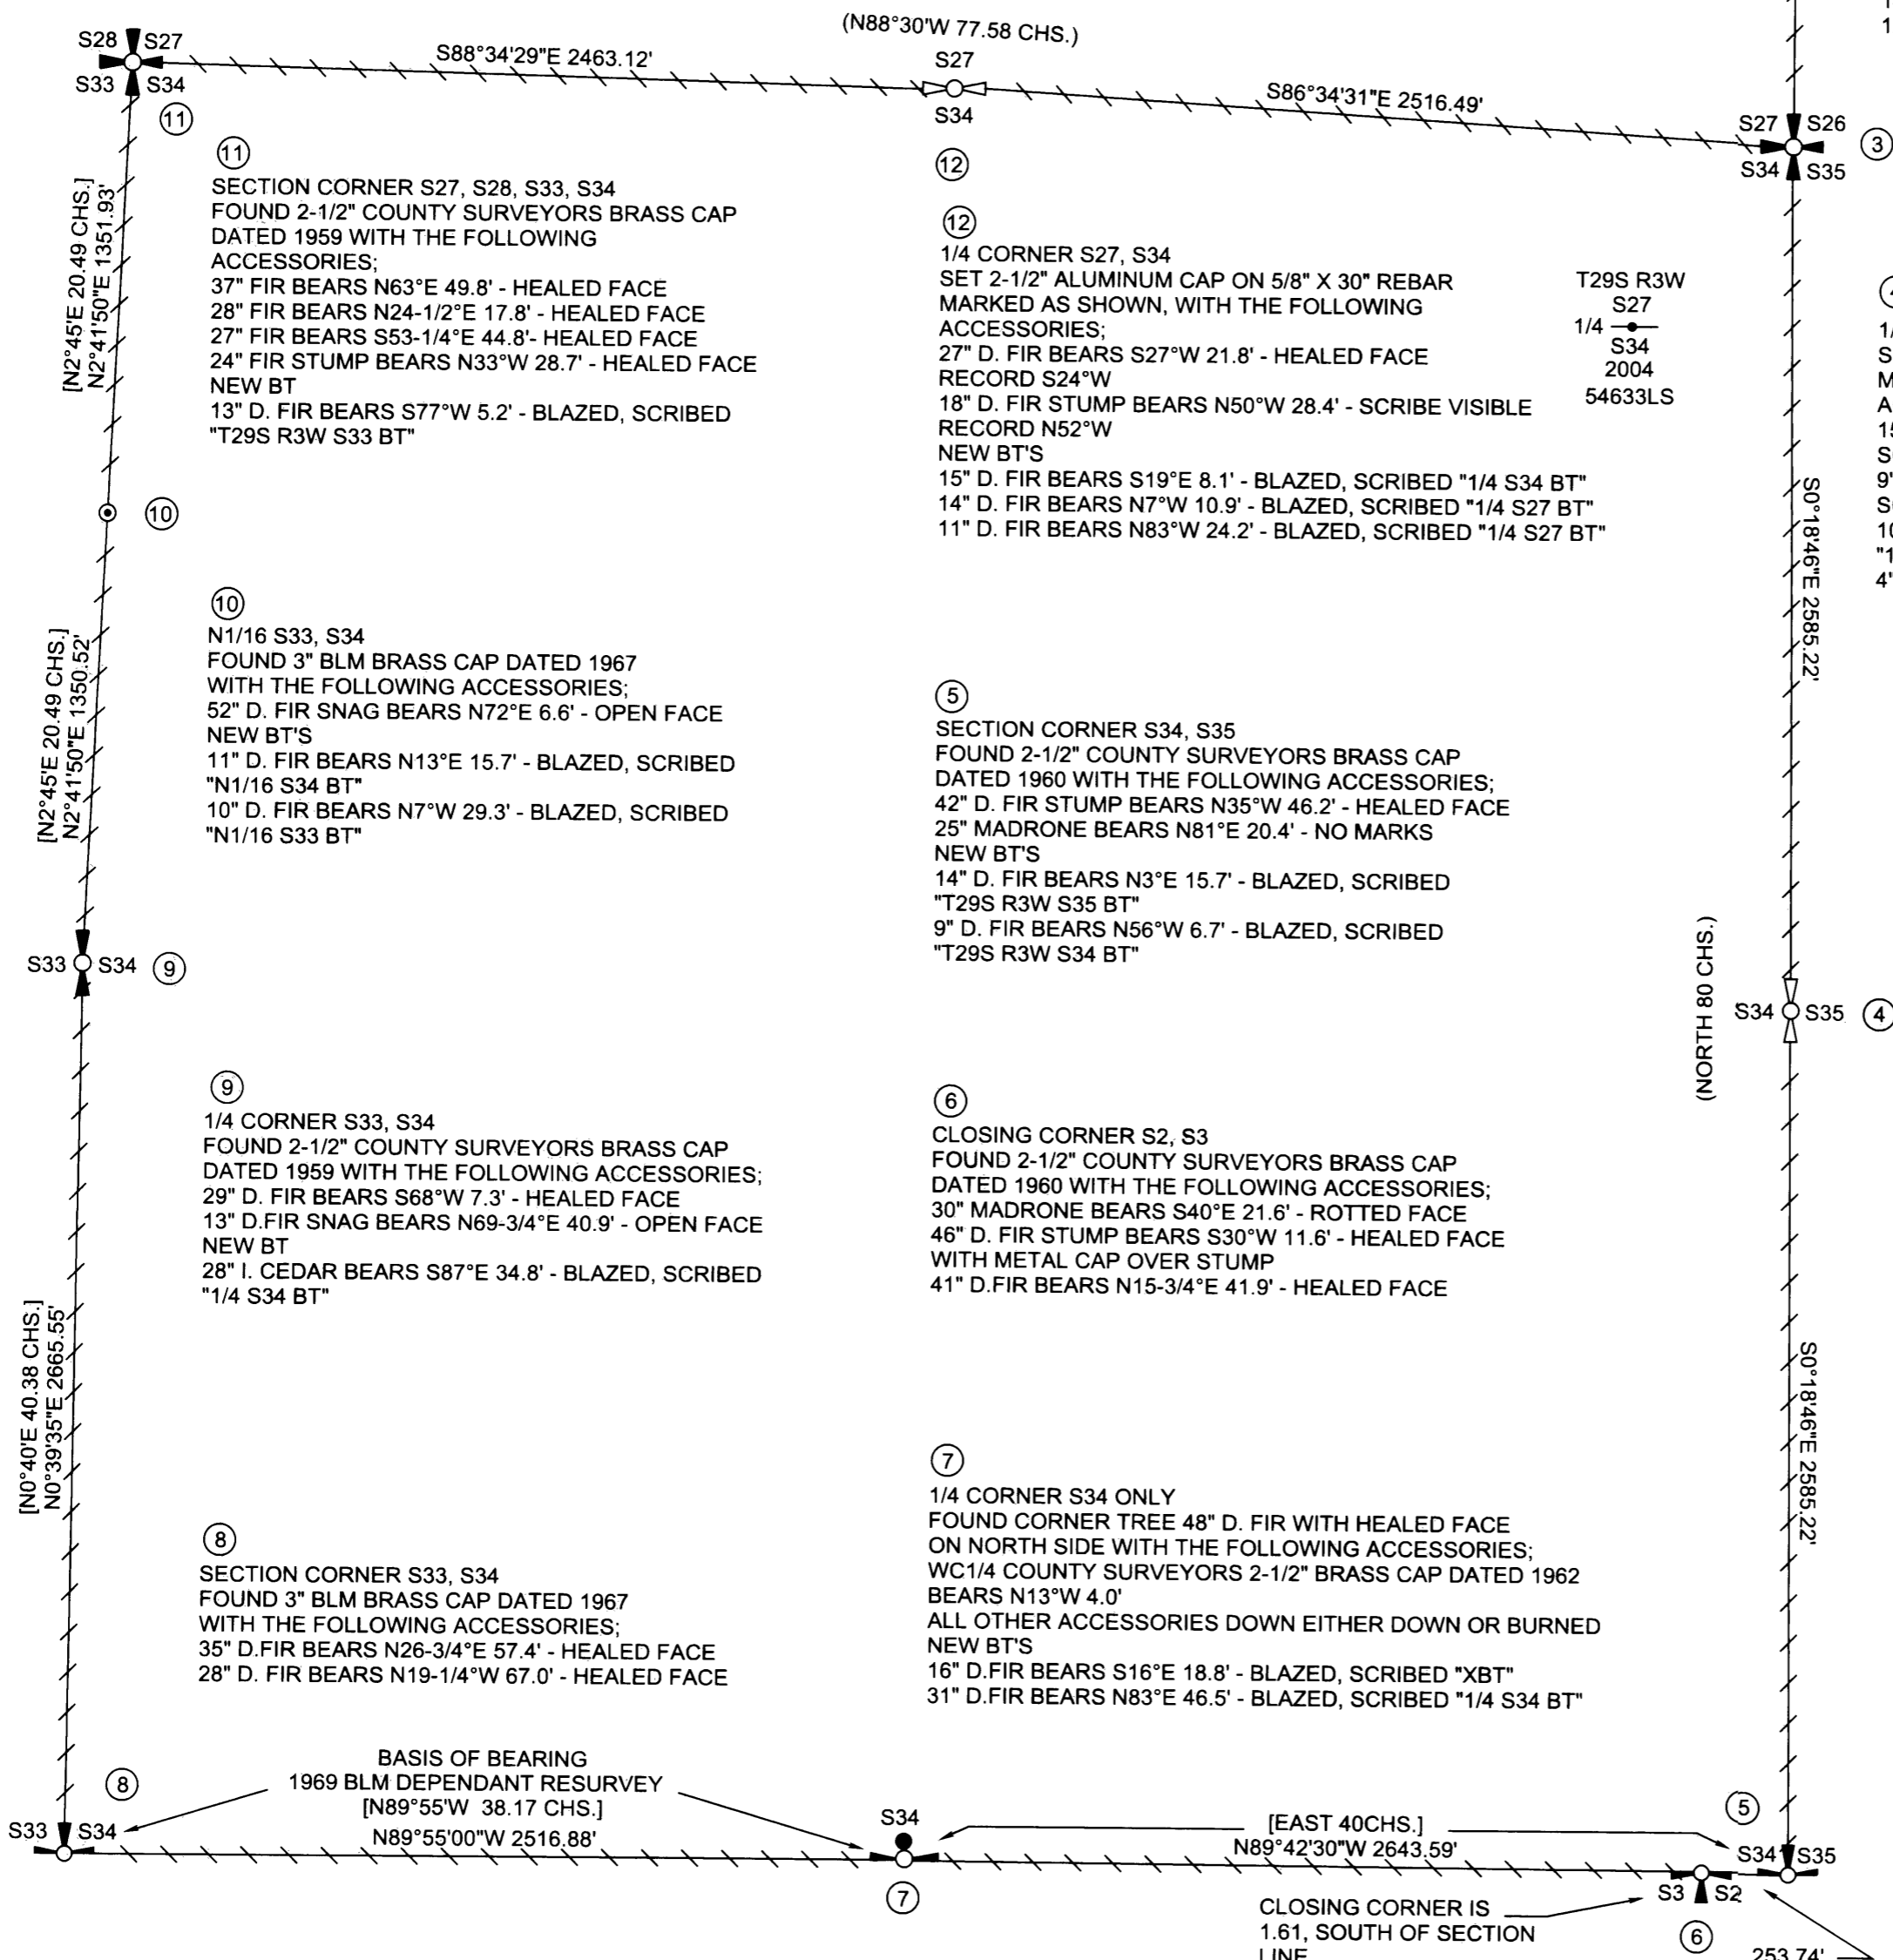 (N88°30'W 77.58 CHS.)
S28 S27
S33 S34
S88°34'29"E 2463.12'
S27
S34
S86°34'31"E 2516.49'
S27 S26
S34 S35
3
11
12
[N2°45'E 20.49 CHS.]
N2°41'50"E 1351.93'
11
SECTION CORNER S27, S28, S33, S34
FOUND 2-1/2" COUNTY SURVEYORS BRASS CAP
DATED 1959 WITH THE FOLLOWING
ACCESSORIES;
37" FIR BEARS N63°E 49.8' - HEALED FACE
28" FIR BEARS N24-1/2°E 17.8' - HEALED FACE
27" FIR BEARS S53-1/4°E 44.8'- HEALED FACE
24" FIR STUMP BEARS N33°W 28.7' - HEALED FACE
NEW BT
13" D. FIR BEARS S77°W 5.2' - BLAZED, SCRIBED
"T29S R3W S33 BT"
12
1/4 CORNER S27, S34
SET 2-1/2" ALUMINUM CAP ON 5/8" X 30" REBAR
MARKED AS SHOWN, WITH THE FOLLOWING
ACCESSORIES;
27" D. FIR BEARS S27°W 21.8' - HEALED FACE
RECORD S24°W
18" D. FIR STUMP BEARS N50°W 28.4' - SCRIBE VISIBLE
RECORD N52°W
NEW BT'S
15" D. FIR BEARS S19°E 8.1' - BLAZED, SCRIBED "1/4 S34 BT"
14" D. FIR BEARS N7°W 10.9' - BLAZED, SCRIBED "1/4 S27 BT"
11" D. FIR BEARS N83°W 24.2' - BLAZED, SCRIBED "1/4 S27 BT"
T29S R3W
S27
1/4
S34
2004
54633LS
S0°18'46"E 2585.22'
10
[N2°45'E 20.49 CHS.]
N2°41'50"E 1350.52'
10
N1/16 S33, S34
FOUND 3" BLM BRASS CAP DATED 1967
WITH THE FOLLOWING ACCESSORIES;
52" D. FIR SNAG BEARS N72°E 6.6' - OPEN FACE
NEW BT'S
11" D. FIR BEARS N13°E 15.7' - BLAZED, SCRIBED
"N1/16 S34 BT"
10" D. FIR BEARS N7°W 29.3' - BLAZED, SCRIBED
"N1/16 S33 BT"
5
SECTION CORNER S34, S35
FOUND 2-1/2" COUNTY SURVEYORS BRASS CAP
DATED 1960 WITH THE FOLLOWING ACCESSORIES;
42" D. FIR STUMP BEARS N35°W 46.2' - HEALED FACE
25" MADRONE BEARS N81°E 20.4' - NO MARKS
NEW BT'S
14" D. FIR BEARS N3°E 15.7' - BLAZED, SCRIBED
"T29S R3W S35 BT"
9" D. FIR BEARS N56°W 6.7' - BLAZED, SCRIBED
"T29S R3W S34 BT"
S33 S34 9
(NORTH 80 CHS.)
S34 S35 4
9
1/4 CORNER S33, S34
FOUND 2-1/2" COUNTY SURVEYORS BRASS CAP
DATED 1959 WITH THE FOLLOWING ACCESSORIES;
29" D. FIR BEARS S68°W 7.3' - HEALED FACE
13" D.FIR SNAG BEARS N69-3/4°E 40.9' - OPEN FACE
NEW BT
28" I. CEDAR BEARS S87°E 34.8' - BLAZED, SCRIBED
"1/4 S34 BT"
6
CLOSING CORNER S2, S3
FOUND 2-1/2" COUNTY SURVEYORS BRASS CAP
DATED 1960 WITH THE FOLLOWING ACCESSORIES;
30" MADRONE BEARS S40°E 21.6' - ROTTED FACE
46" D. FIR STUMP BEARS S30°W 11.6' - HEALED FACE
WITH METAL CAP OVER STUMP
41" D.FIR BEARS N15-3/4°E 41.9' - HEALED FACE
[N0°40'E 40.38 CHS.]
N0°39'35"E 2665.55'
S0°18'46"E 2585.22'
8
SECTION CORNER S33, S34
FOUND 3" BLM BRASS CAP DATED 1967
WITH THE FOLLOWING ACCESSORIES;
35" D.FIR BEARS N26-3/4°E 57.4' - HEALED FACE
28" D. FIR BEARS N19-1/4°W 67.0' - HEALED FACE
7
1/4 CORNER S34 ONLY
FOUND CORNER TREE 48" D. FIR WITH HEALED FACE
ON NORTH SIDE WITH THE FOLLOWING ACCESSORIES;
WC1/4 COUNTY SURVEYORS 2-1/2" BRASS CAP DATED 1962
BEARS N13°W 4.0'
ALL OTHER ACCESSORIES DOWN EITHER DOWN OR BURNED
NEW BT'S
16" D.FIR BEARS S16°E 18.8' - BLAZED, SCRIBED "XBT"
31" D.FIR BEARS N83°E 46.5' - BLAZED, SCRIBED "1/4 S34 BT"
8
BASIS OF BEARING
1969 BLM DEPENDANT RESURVEY
[N89°55'W 38.17 CHS.]
N89°55'00"W 2516.88'
S33 S34
S34
7
[EAST 40CHS.]
N89°42'30"W 2643.59'
5
S34 S35
S3 S2
6
CLOSING CORNER IS
1.61, SOUTH OF SECTION
LINE
253.74'